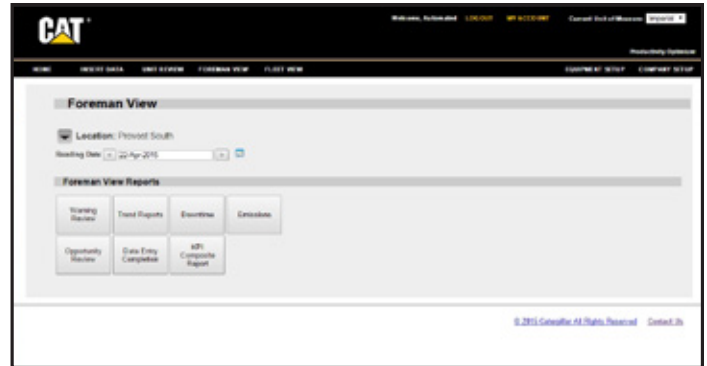 CAT
Welcome, Automated LOGOUT MY ACCOUNT Current Unit of Measure: Imperial
Productivity Optimizer
HOME INSERT DATA UNIT REVIEW FOREMAN VIEW FLEET VIEW EQUIPMENT SETUP COMPANY SETUP
Foreman View
Location: Provost South
Reading Date < 22-Apr-2015 >
Foreman View Reports
Warning Review
Trend Reports
Downtime
Emissions
Opportunity Review
Data Entry Completion
KPI Composite Report
© 2015 Caterpillar All Rights Reserved Contact Us